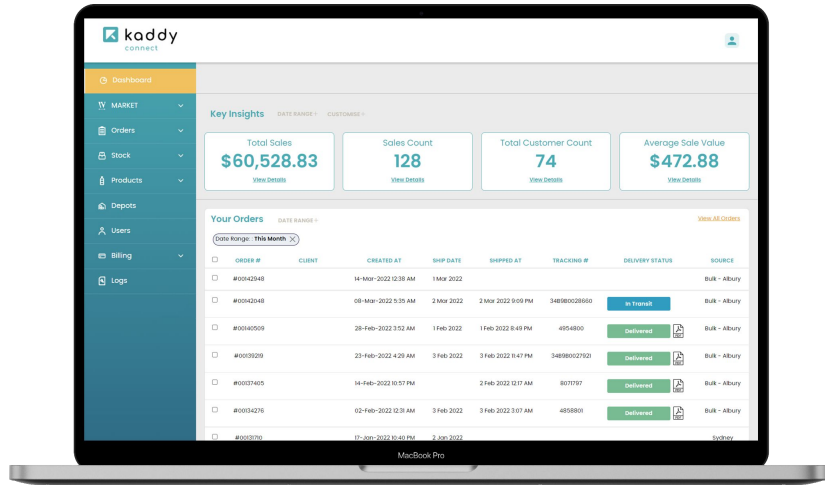 kaddy
connect
Dashboard
MARKET
Orders
Stock
Products
Depots
Users
Billing
Logs
Key Insights DATE RANGE > CUSTOMISE >
Total Sales Sales Count Total Customer Count Average Sale Value
$60,528.83 128 74 $472.88
View Details View Details View Details View Details
Your Orders DATE RANGE > View All Orders
Date Range: This Month X
ORDER # CLIENT CREATED AT SHIP DATE SHIPPED AT TRACKING # DELIVERY STATUS SOURCE
#00142948 14-Mar-2022 12:38 AM 1 Mar 2022 Bulk - Albury
#00142048 08-Mar-2022 5:35 AM 2 Mar 2022 2 Mar 2022 9:09 PM 34B9B0028660 In Transit Bulk - Albury
#00140509 28-Feb-2022 3:52 AM 1 Feb 2022 1 Feb 2022 8:49 PM 4954800 Delivered Bulk - Albury
#00139219 23-Feb-2022 4:29 AM 3 Feb 2022 3 Feb 2022 11:47 PM 34B9B0027921 Delivered Bulk - Albury
#00137405 14-Feb-2022 10:57 PM 2 Feb 2022 12:17 AM 8071797 Delivered Bulk - Albury
#00134276 02-Feb-2022 12:31 AM 3 Feb 2022 3 Feb 2022 3:07 AM 4858801 Delivered Bulk - Albury
#00131710 17-Jan-2022 10:40 PM 2 Jan 2022 Sydney
MacBook Pro